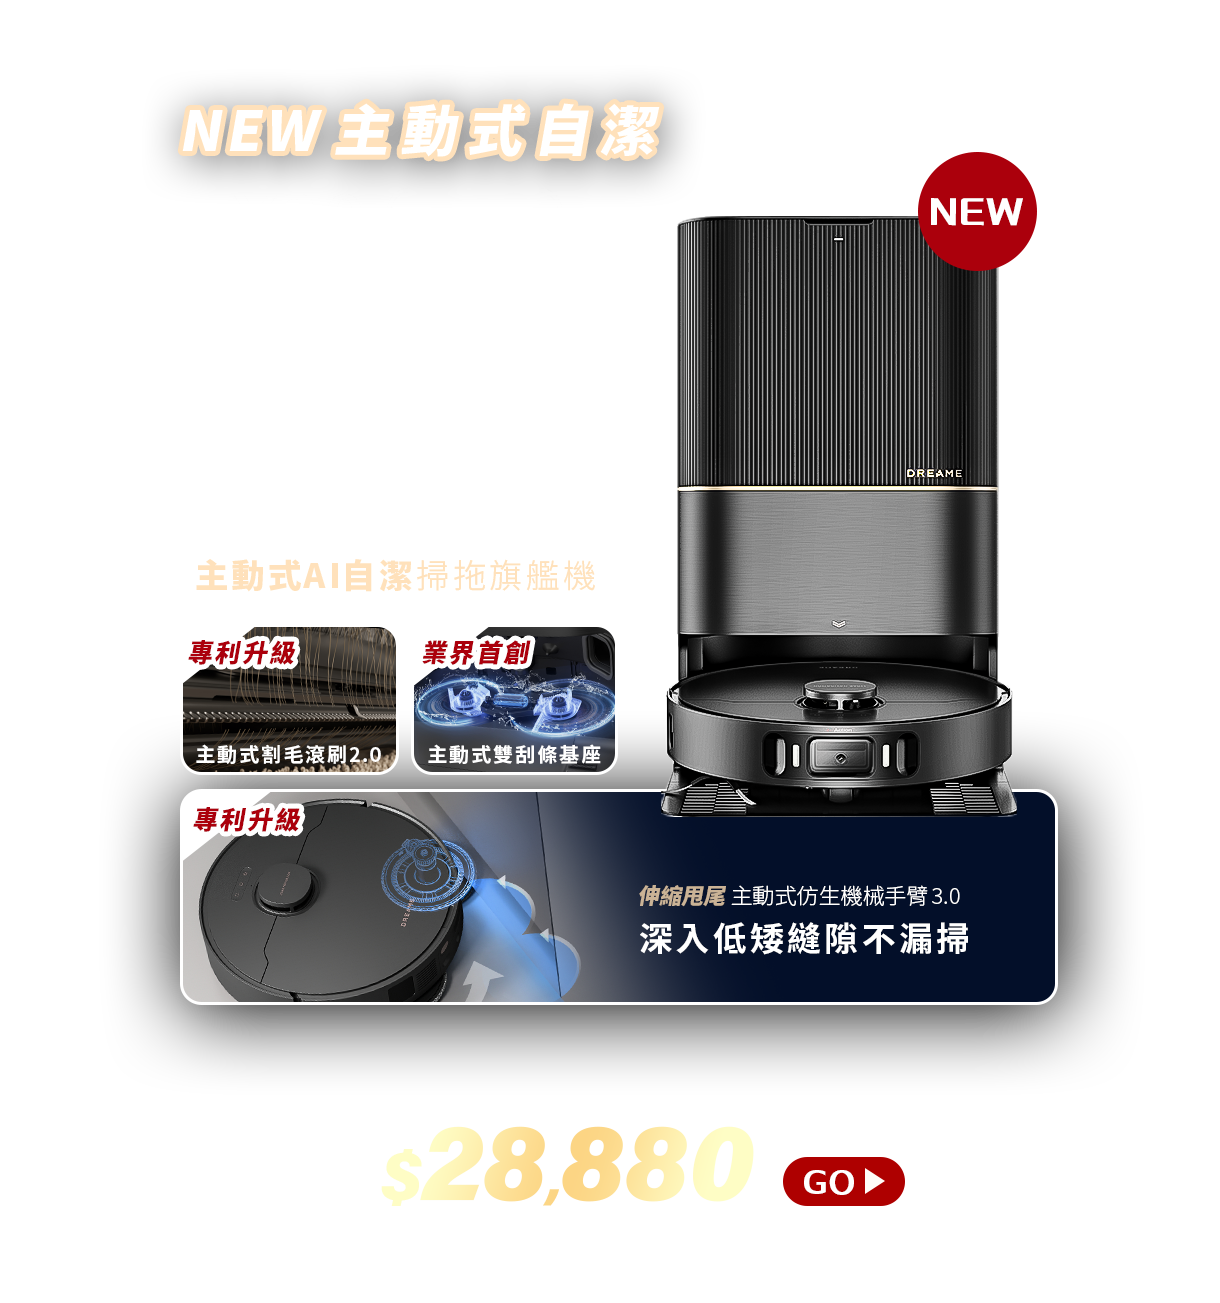 NEW 主動式自潔
NEW
DREAME
主動式AI自潔掃拖旗艦機
專利升級
主動式割毛滾刷2.0
業界首創
主動式雙刮條基座
專利升級
DREAME
伸縮甩尾 主動式仿生機械手臂 3.0
深入低矮縫隙不漏掃
$28,880
GO